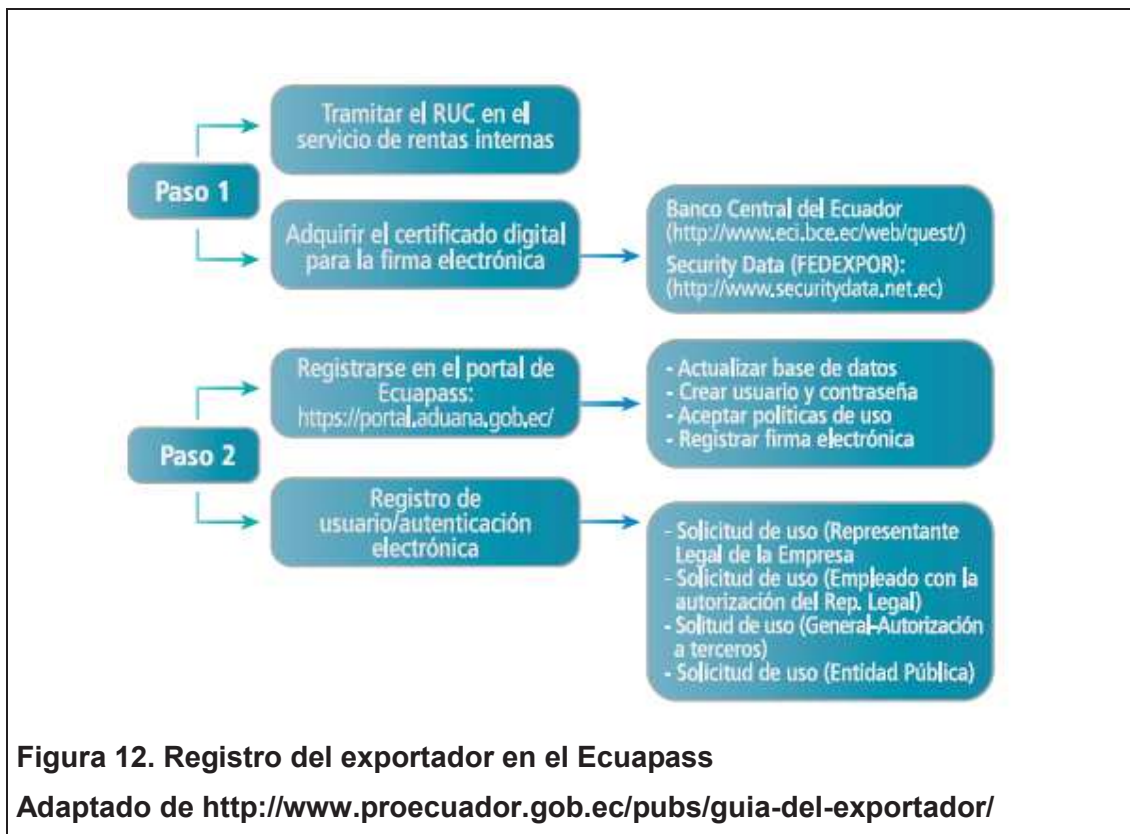 Tramitar el RUC en el
servicio de rentas internas
Paso 1
Adquirir el certificado digital
para la firma electrónica
Banco Central del Ecuador
(http://www.eci.bce.ec/web/quest/)
Security Data (FEDEXPOR):
(http://www.securitydata.net.ec)
Registrarse en el portal de
Ecuapass:
https://portal.aduana.gob.ec/
- Actualizar base de datos
- Crear usuario y contraseña
- Aceptar políticas de uso
- Registrar firma electrónica
Paso 2
Registro de
usuario/autenticación
electrónica
- Solicitud de uso (Representante
Legal de la Empresa
- Solicitud de uso (Empleado con la
autorización del Rep. Legal)
- Solitud de uso (General-Autorización
a terceros)
- Solicitud de uso (Entidad Pública)
Figura 12. Registro del exportador en el Ecuapass
Adaptado de http://www.proecuador.gob.ec/pubs/guia-del-exportador/